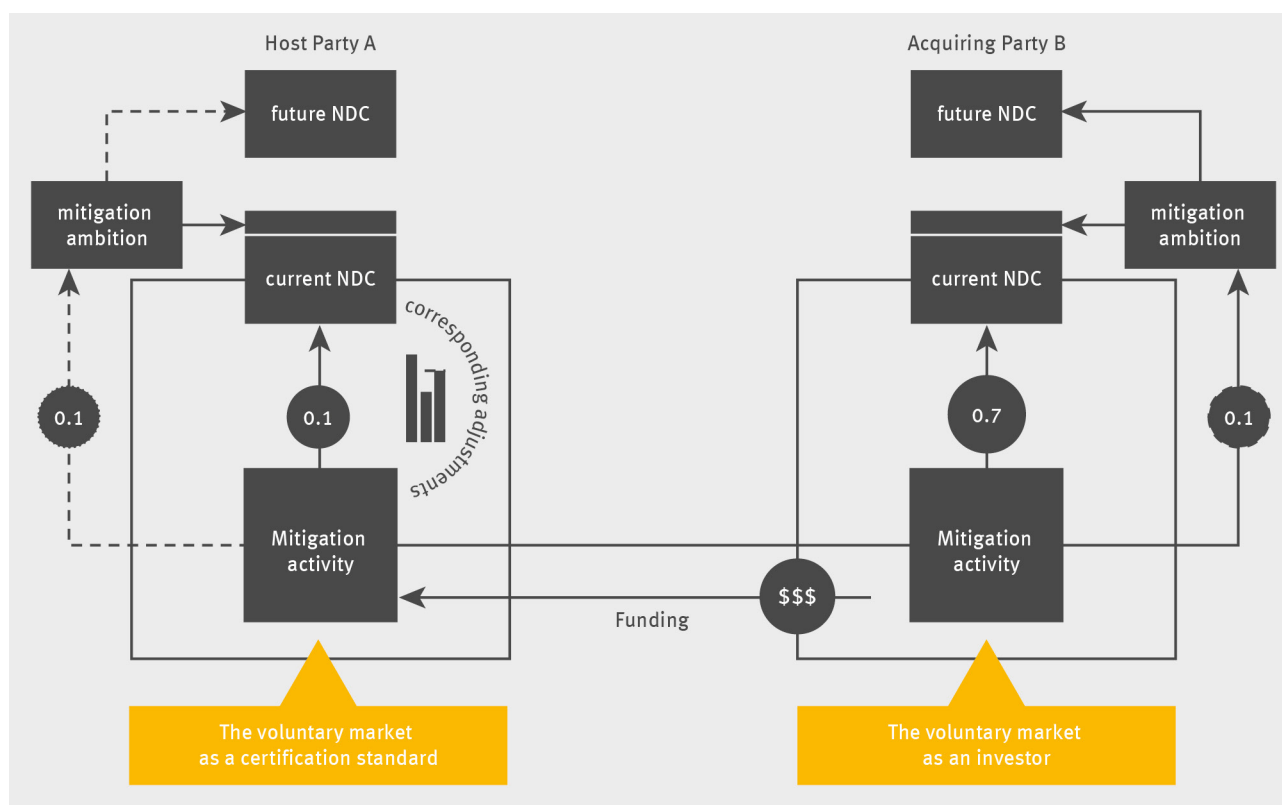 Host Party A
Acquiring Party B
future NDC
future NDC
mitigation
ambition
mitigation
ambition
current NDC
current NDC
corresponding adjustments
0.1
0.1
0.7
0.1
Mitigation
activity
Mitigation
activity
$$$
Funding
The voluntary market
as a certification standard
The voluntary market
as an investor